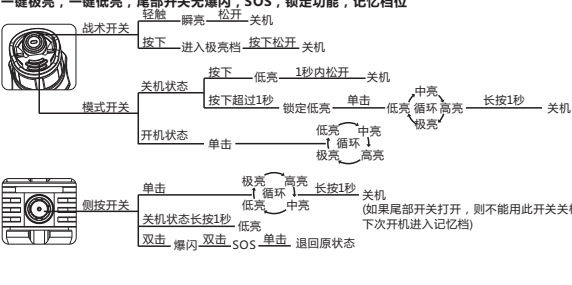 一键极亮，一键低亮，尾部开关无爆闪，SOS，锁定功能，记忆档位
战术开关 轻触 瞬亮 松开 关机
按下 进入极亮档 按下松开 关机
模式开关 关机状态 按下 低亮 1秒内松开 关机
按下超过1秒 锁定低亮 单击 低亮 循环 高亮 中亮 极亮 长按1秒 关机
开机状态 单击 低亮 中亮 循环 极亮 高亮
侧按开关 单击 极亮 高亮 循环 低亮 中亮 长按1秒 关机
(如果尾部开关打开，则不能用此开关关机
下次开机进入记忆档)
关机状态长按1秒 低亮
双击 爆闪 双击 SOS 单击 退回原状态